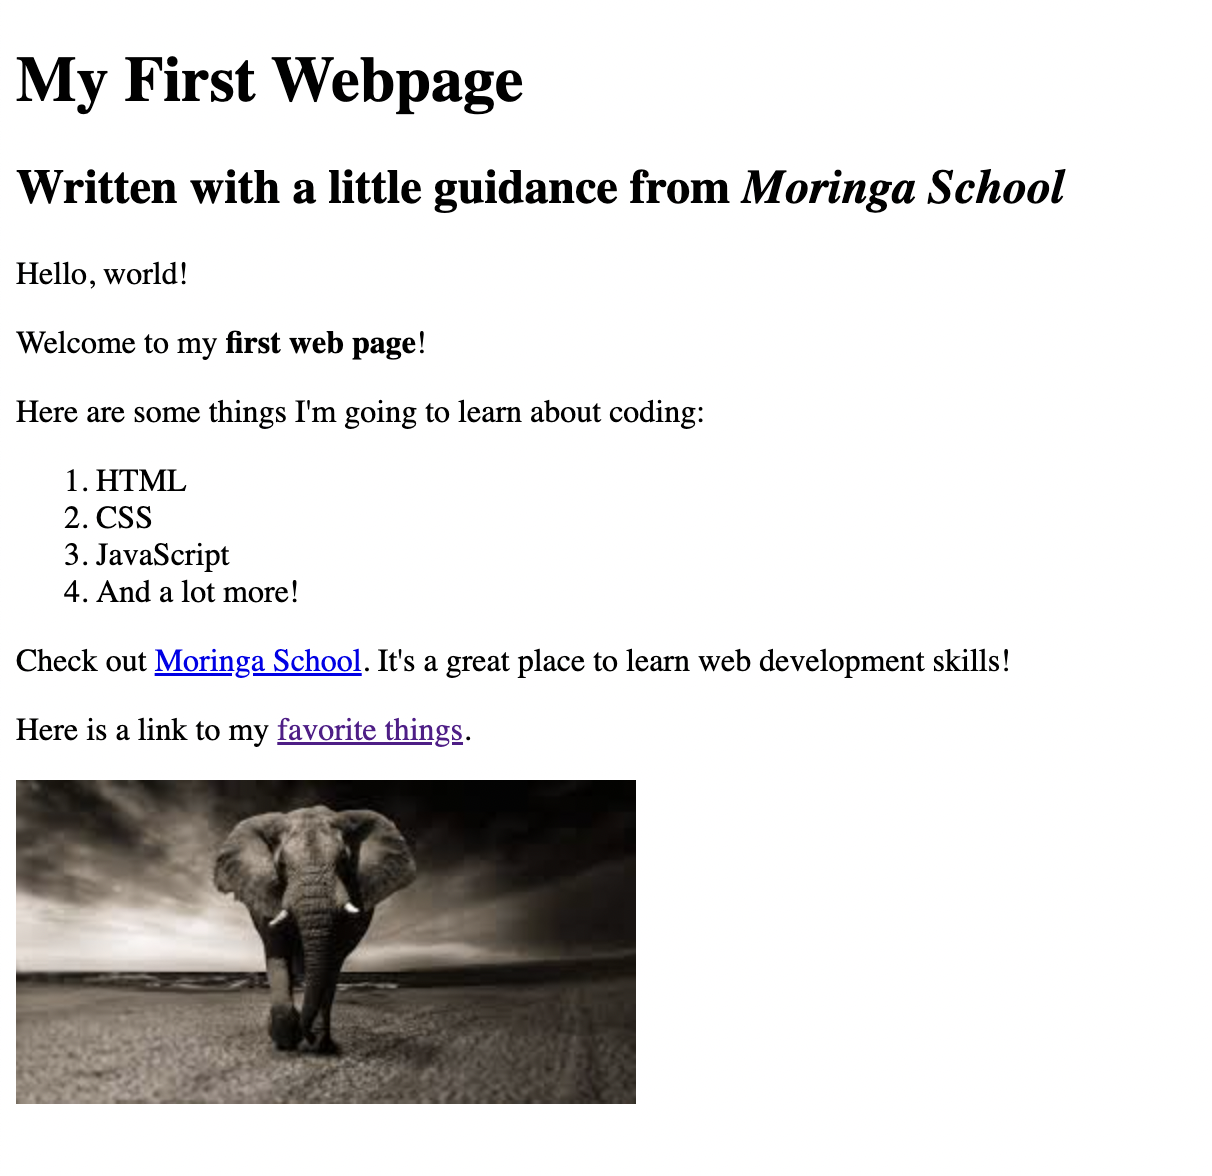 My First Webpage
Written with a little guidance from Moringa School
Hello, world!
Welcome to my first web page!
Here are some things I'm going to learn about coding:
1. HTML
2. CSS
3. JavaScript
4. And a lot more!
Check out Moringa School. It's a great place to learn web development skills!
Here is a link to my favorite things.